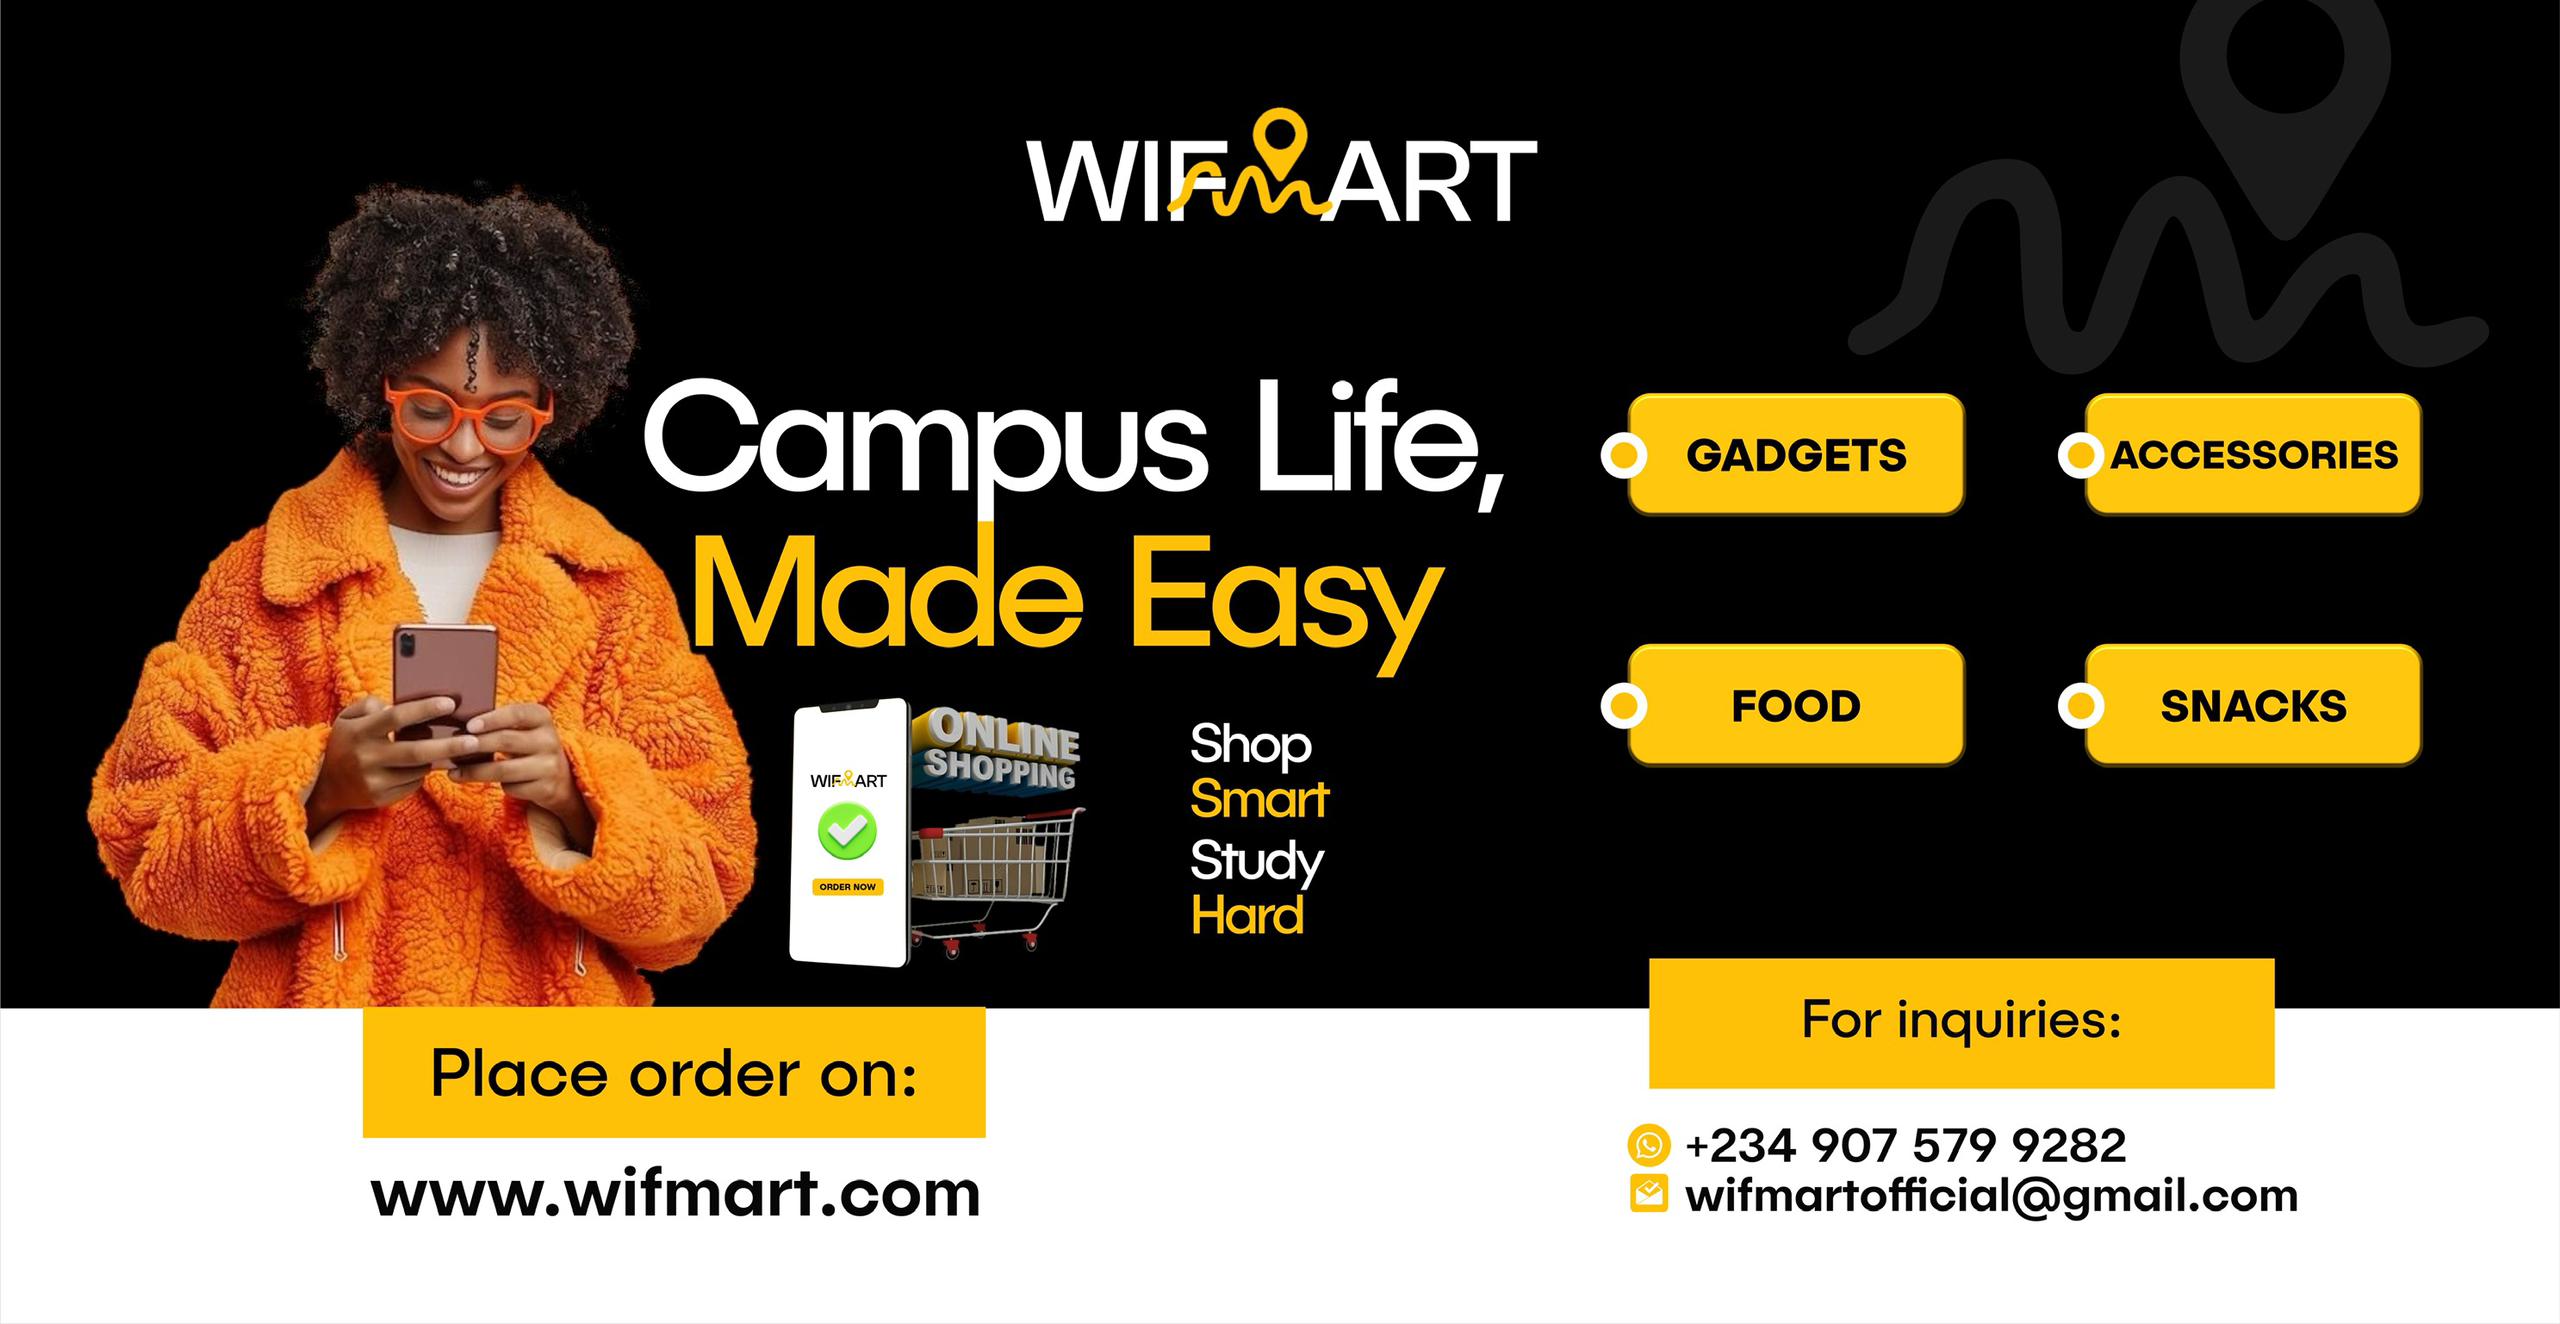 WIFMART
Campus Life,
Made Easy
GADGETS
ACCESSORIES
FOOD
SNACKS
WIFMART
ORDER NOW
ONLINE
SHOPPING
Shop
Smart
Study
Hard
Place order on:
www.wifmart.com
For inquiries:
+234 907 579 9282
wifmartofficial@gmail.com